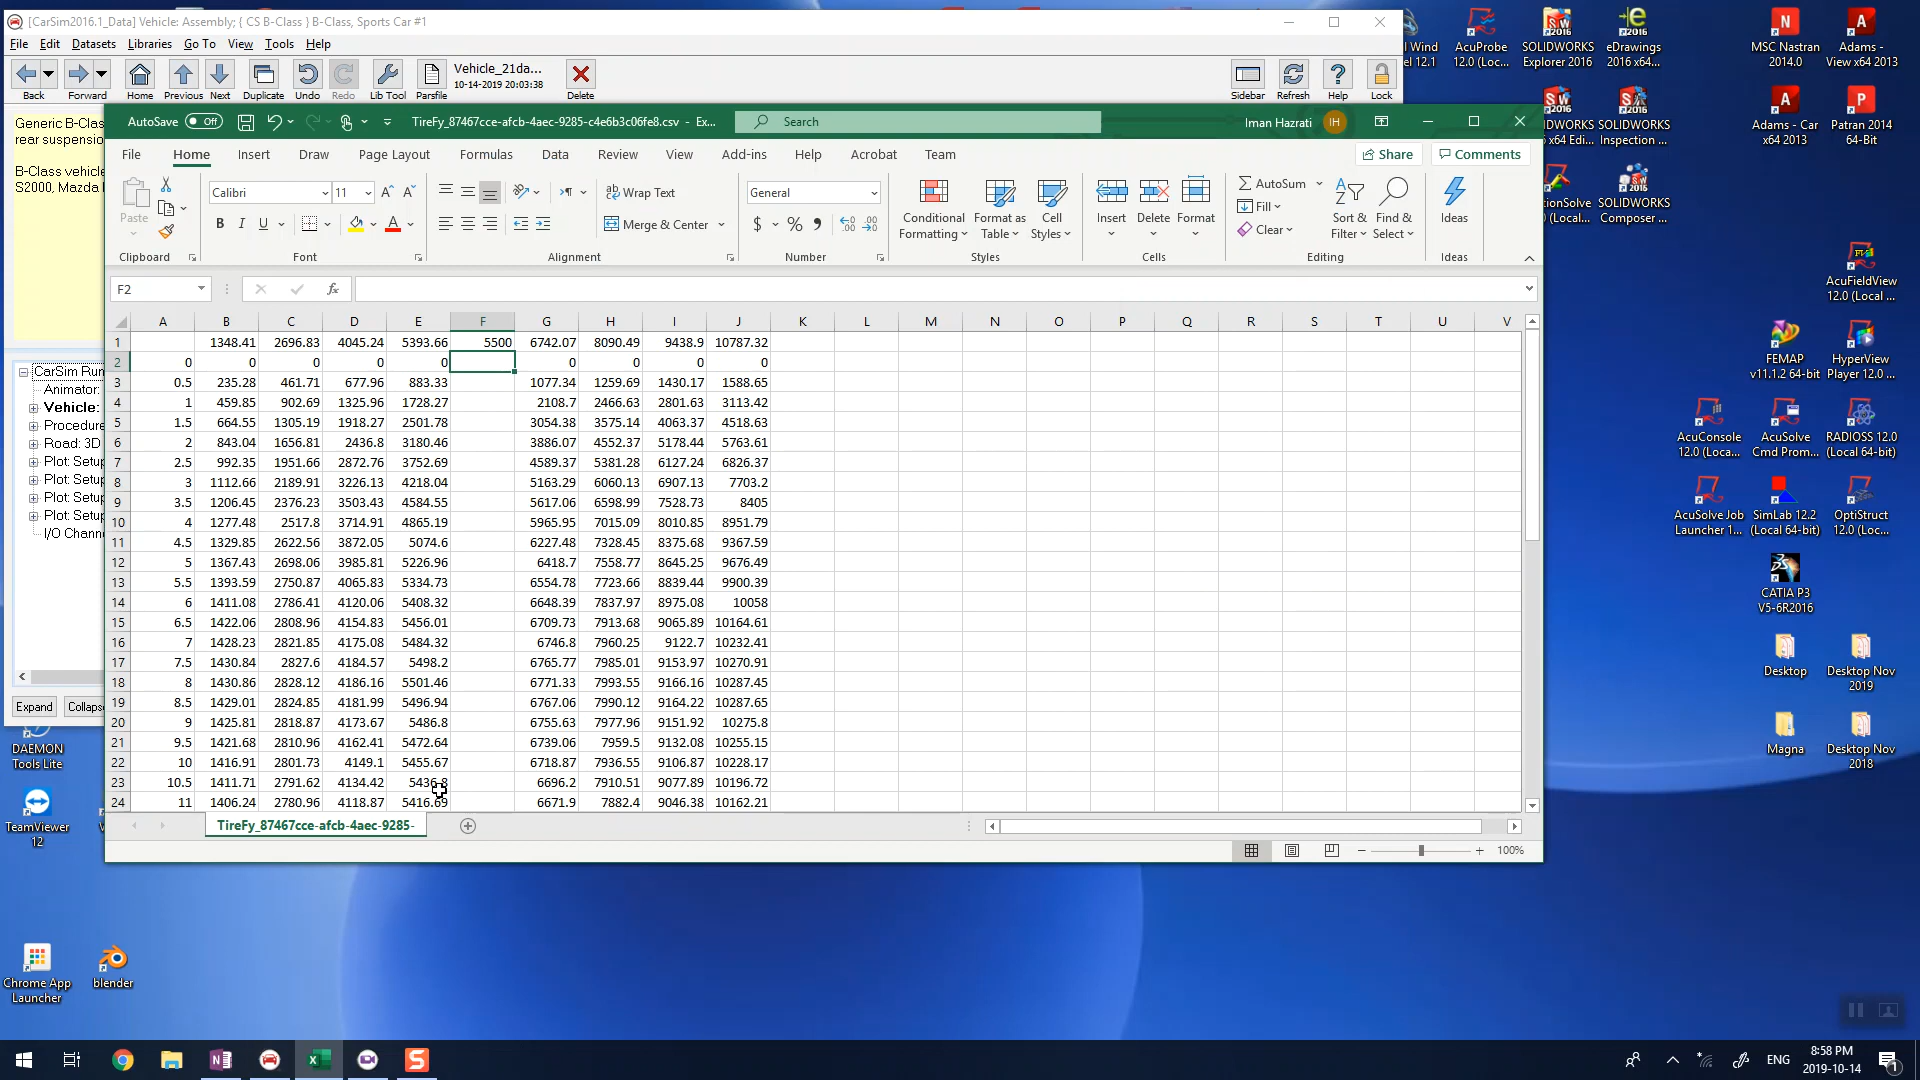 [CarSim2016.1_Data] Vehicle: Assembly; { CS B-Class } B-Class, Sports Car #1
File Edit Datasets Libraries Go To View Tools Help
Back Forward Home Previous Next Duplicate Undo Redo Lib Tool Parsfile Vehicle_21da... 10-14-2019 20:03:38 Delete Sidebar Refresh Help Lock
Generic B-Clas
rear suspensio
B-Class vehicle
S2000, Mazda
AutoSave Off TireFy_87467cce-afcb-4aec-9285-c4e6b3c06fe8.csv - Ex... Search Iman Hazrati IH
File Home Insert Draw Page Layout Formulas Data Review View Add-ins Help Acrobat Team Share Comments
Paste Calibri 11 Wrap Text General AutoSum
B I U Merge & Center $ % Conditional Formatting Format as Table Cell Styles Insert Delete Format Fill Clear Sort & Filter Find & Select Ideas
Clipboard Font Alignment Number Styles Cells Editing Ideas
F2 fx
A B C D E F G H I J K L M N O P Q R S T U V
1 1348.41 2696.83 4045.24 5393.66 5500 6742.07 8090.49 9438.9 10787.32
2 0 0 0 0 0 0 0 0 0
3 0.5 235.28 461.71 677.96 883.33 1077.34 1259.69 1430.17 1588.65
4 1 459.85 902.69 1325.96 1728.27 2108.7 2466.63 2801.63 3113.42
5 1.5 664.55 1305.19 1918.27 2501.78 3054.38 3575.14 4063.37 4518.63
6 2 843.04 1656.81 2436.8 3180.46 3886.07 4552.37 5178.44 5763.61
7 2.5 992.35 1951.66 2872.76 3752.69 4589.37 5381.28 6127.24 6826.37
8 3 1112.66 2189.91 3226.13 4218.04 5163.29 6060.13 6907.13 7703.2
9 3.5 1206.45 2376.23 3503.43 4584.55 5617.06 6598.99 7528.73 8405
10 4 1277.48 2517.8 3714.91 4865.19 5965.95 7015.09 8010.85 8951.79
11 4.5 1329.85 2622.56 3872.05 5074.6 6227.48 7328.45 8375.68 9367.59
12 5 1367.43 2698.06 3985.81 5226.96 6418.7 7558.77 8645.25 9676.49
13 5.5 1393.59 2750.87 4065.83 5334.73 6554.78 7723.66 8839.44 9900.39
14 6 1411.08 2786.41 4120.06 5408.32 6648.39 7837.97 8975.08 10058
15 6.5 1422.06 2808.96 4154.83 5456.01 6709.73 7913.68 9065.89 10164.61
16 7 1428.23 2821.85 4175.08 5484.32 6746.8 7960.25 9122.7 10232.41
17 7.5 1430.84 2827.6 4184.57 5498.2 6765.77 7985.01 9153.97 10270.91
18 8 1430.86 2828.12 4186.16 5501.46 6771.33 7993.55 9166.16 10287.45
19 8.5 1429.01 2824.85 4181.99 5496.94 6767.06 7990.12 9164.22 10287.65
20 9 1425.81 2818.87 4173.67 5486.8 6755.63 7977.96 9151.92 10275.8
21 9.5 1421.68 2810.96 4162.41 5472.64 6739.06 7959.5 9132.08 10255.15
22 10 1416.91 2801.73 4149.1 5455.67 6718.87 7936.55 9106.87 10228.17
23 10.5 1411.71 2791.62 4134.42 5436.8 6696.2 7910.51 9077.89 10196.72
24 11 1406.24 2780.96 4118.87 5416.69 6671.9 7882.4 9046.38 10162.21
TireFy_87467cce-afcb-4aec-9285-
100%
CarSim Run
Animator:
Vehicle:
Procedure
Road: 3D
Plot: Setu
Plot: Setu
Plot: Setu
Plot: Setu
I/O Chann
Expand Collaps
l Wind
el 12.1
AcuProbe
12.0 (Loc...
SOLIDWORKS
Explorer 2016
eDrawings
2016 x64...
MSC Nastran
2014.0
Adams -
View x64 2013
WORKS
x64 Edi...
SOLIDWORKS
Inspection ...
Adams - Car
x64 2013
Patran 2014
64-Bit
tionSolve
(Local...
SOLIDWORKS
Composer ...
AcuFieldView
12.0 (Local ...
FEMAP
v11.1.2 64-bit
HyperView
Player 12.0 ...
AcuConsole
12.0 (Loca...
AcuSolve
Cmd Prom...
RADIOSS 12.0
(Local 64-bit)
AcuSolve Job
Launcher 1...
SimLab 12.2
(Local 64-bit)
OptiStruct
12.0 (Loc...
CATIA P3
V5-6R2016
Desktop
Desktop Nov
2019
Magna
Desktop Nov
2018
DAEMON
Tools Lite
TeamViewer
12
Chrome App
Launcher
blender
ENG
8:58 PM
2019-10-14
1